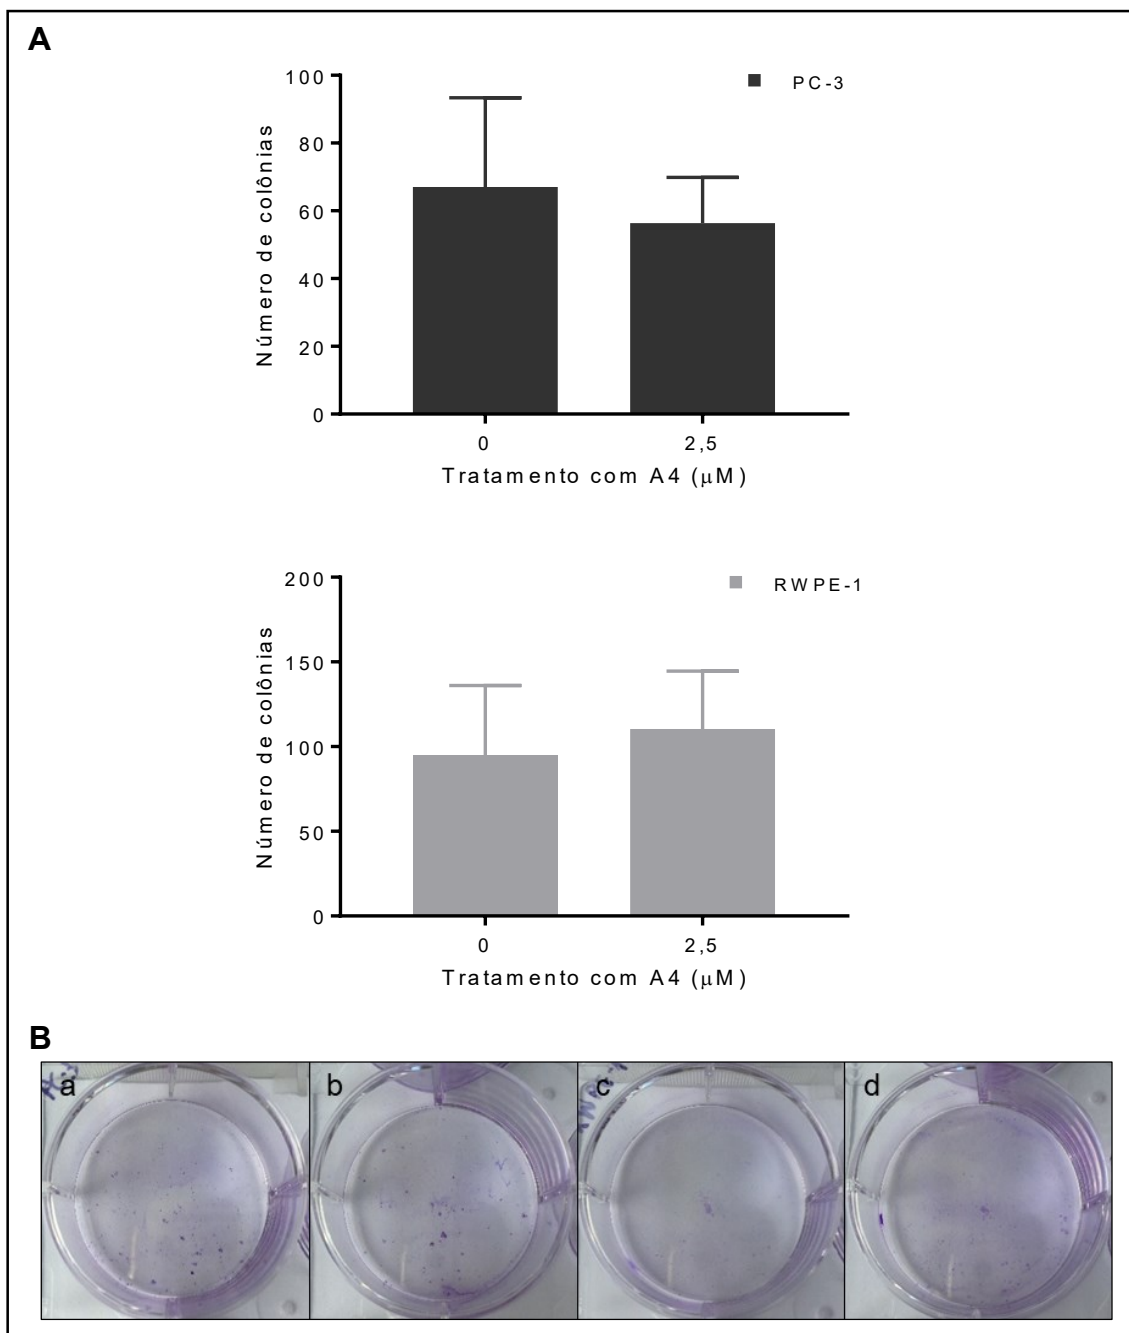 A
100
80
60
40
20
0
Número de colônias
PC-3
0
2,5
Tratamento com A4 (μM)
200
150
100
50
0
Número de colônias
RWPE-1
0
2,5
Tratamento com A4 (μM)
B
a
b
c
d